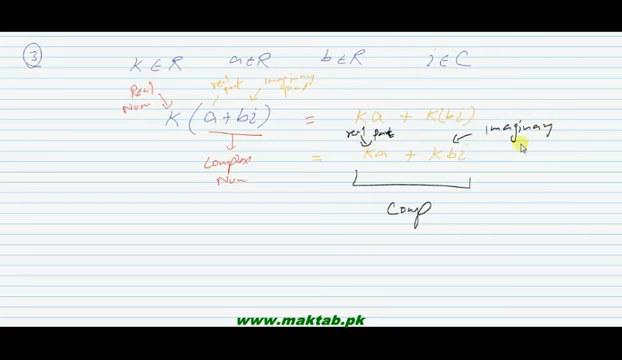 3
K ∈ R a ∈ R b ∈ R i ∈ C
Real Num real part imaginary part
K(a+bi) = Ka + K(bi)
Complex Num
real part imaginary
= Ka + Kbi
Comp
www.maktab.pk